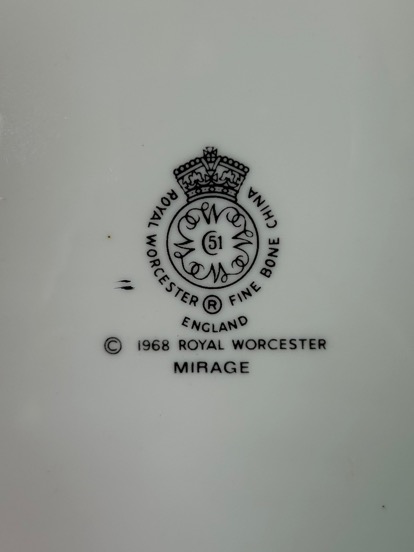 ROYAL WORCESTER ® FINE BONE CHINA
51
ENGLAND
© 1968 ROYAL WORCESTER
MIRAGE